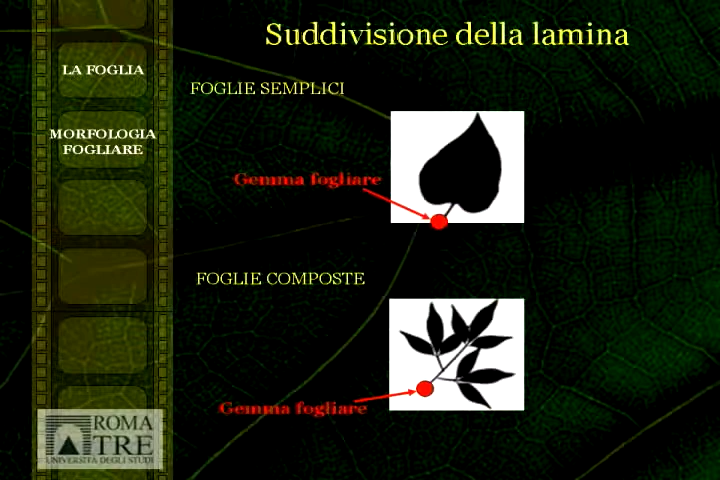 Suddivisione della lamina
LA FOGLIA
MORFOLOGIA
FOGLIARE
FOGLIE SEMPLICI
Gemma fogliare
FOGLIE COMPOSTE
Gemma fogliare
ROMA
TRE
UNIVERSITÀ DEGLI STUDI